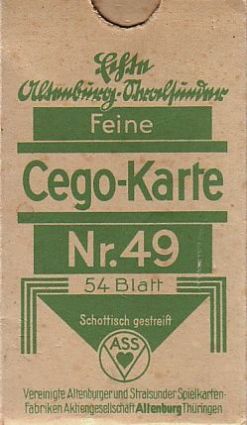 Echte
Altenburg-Stralsunder
Feine
Cego-Karte
Nr. 49
54 Blatt
Schottisch gestreift
ASS
Vereinigte Altenburger und Stralsunder Spielkarten-
Fabriken Aktiengesellschaft Altenburg Thüringen